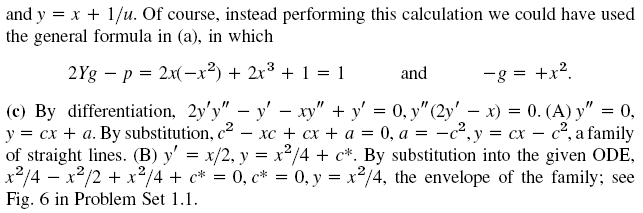 and y = x + 1/u. Of course, instead performing this calculation we could have used
the general formula in (a), in which
2Yg − p = 2x(−x²) + 2x³ + 1 = 1 and −g = +x².
(c) By differentiation, 2y′y″ − y′ − xy″ + y′ = 0, y″(2y′ − x) = 0. (A) y″ = 0,
y = cx + a. By substitution, c² − xc + cx + a = 0, a = −c², y = cx − c², a family
of straight lines. (B) y′ = x/2, y = x²/4 + c*. By substitution into the given ODE,
x²/4 − x²/2 + x²/4 + c* = 0, c* = 0, y = x²/4, the envelope of the family; see
Fig. 6 in Problem Set 1.1.